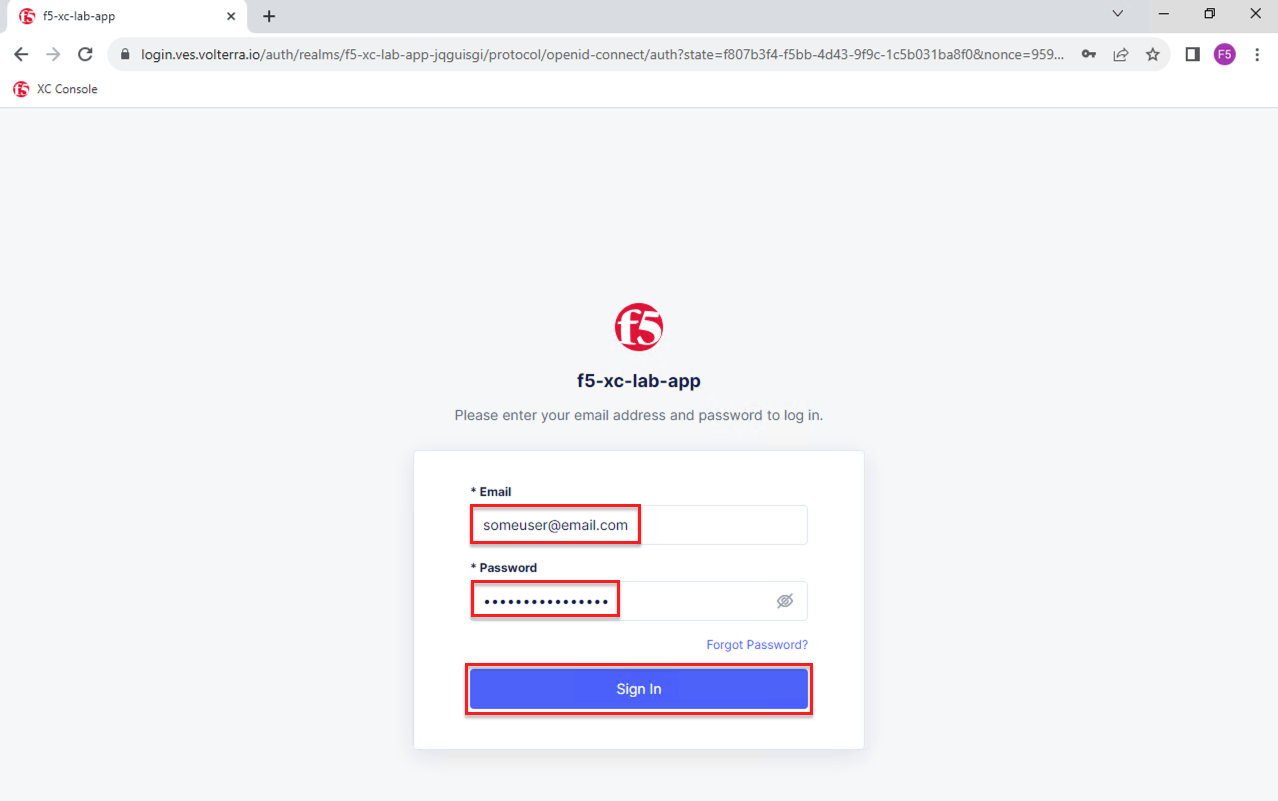 f5-xc-lab-app
login.ves.volterra.io/auth/realms/f5-xc-lab-app-jqguisgi/protocol/openid-connect/auth?state=f807b3f4-f5bb-4d43-9f9c-1c5b031ba8f0&nonce=959...
F5
f5 XC Console
f5
f5-xc-lab-app
Please enter your email address and password to log in.
* Email
someuser@email.com
* Password
••••••••••••••••
Forgot Password?
Sign In